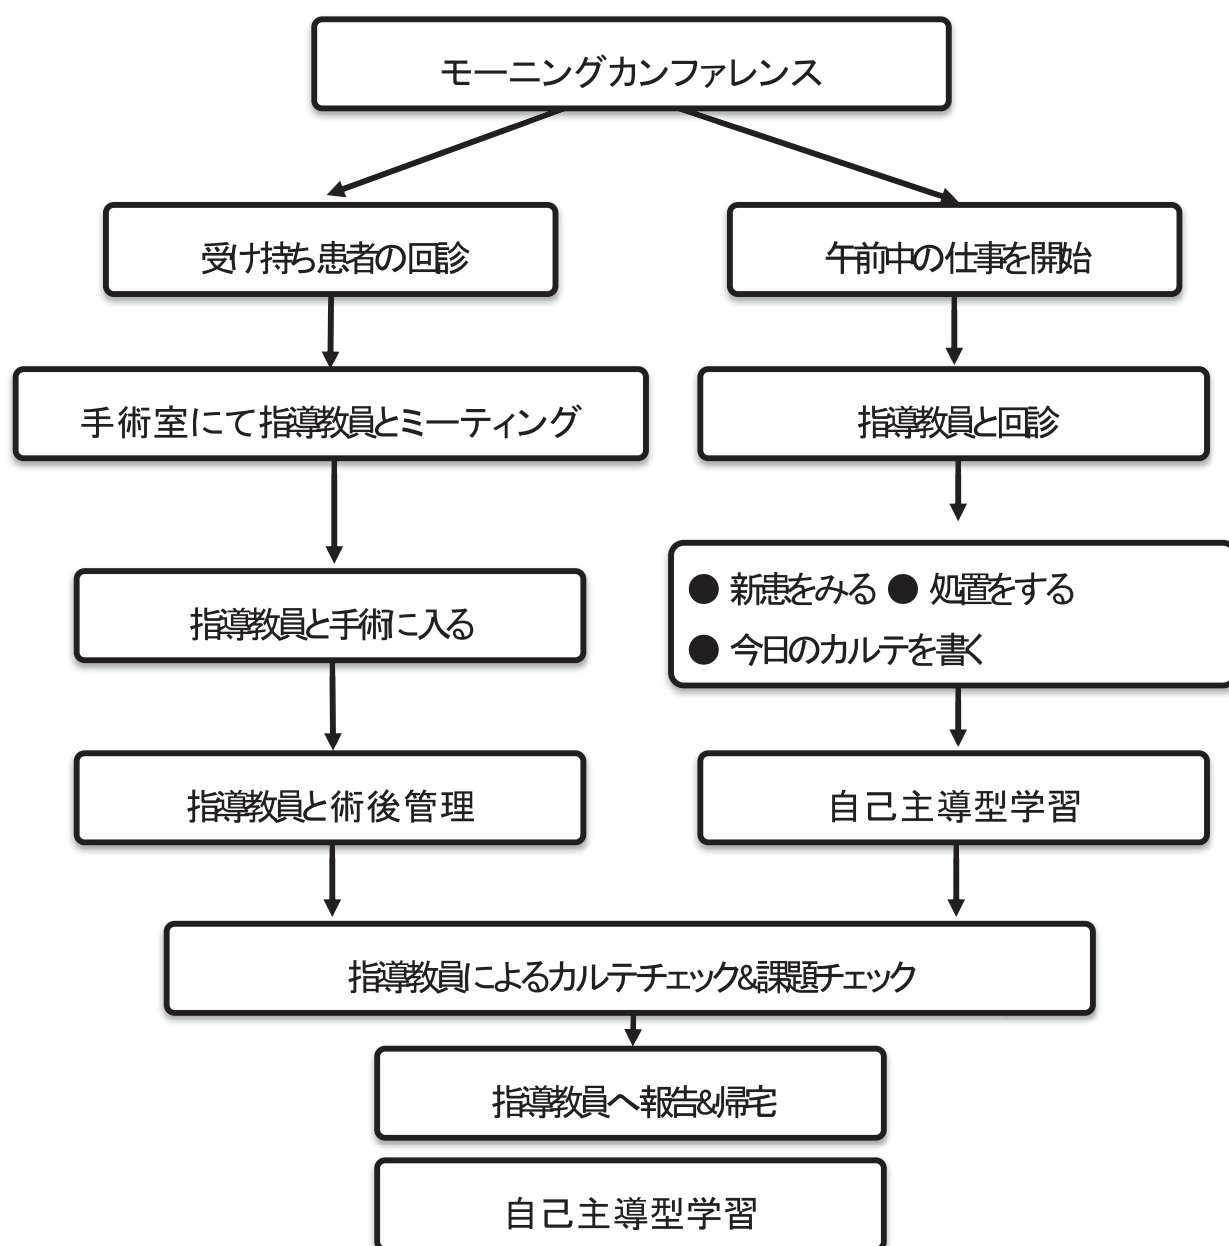 モーニングカンファレンス
受け持ち患者の回診
午前中の仕事を開始
手術室にて指導教員とミーティング
指導教員と回診
● 新患をみる ● 処置をする
● 今日のカルテを書く
指導教員と手術に入る
指導教員と術後管理
自己主導型学習
指導教員によるカルテチェック&課題チェック
指導教員へ報告&帰宅
自己主導型学習